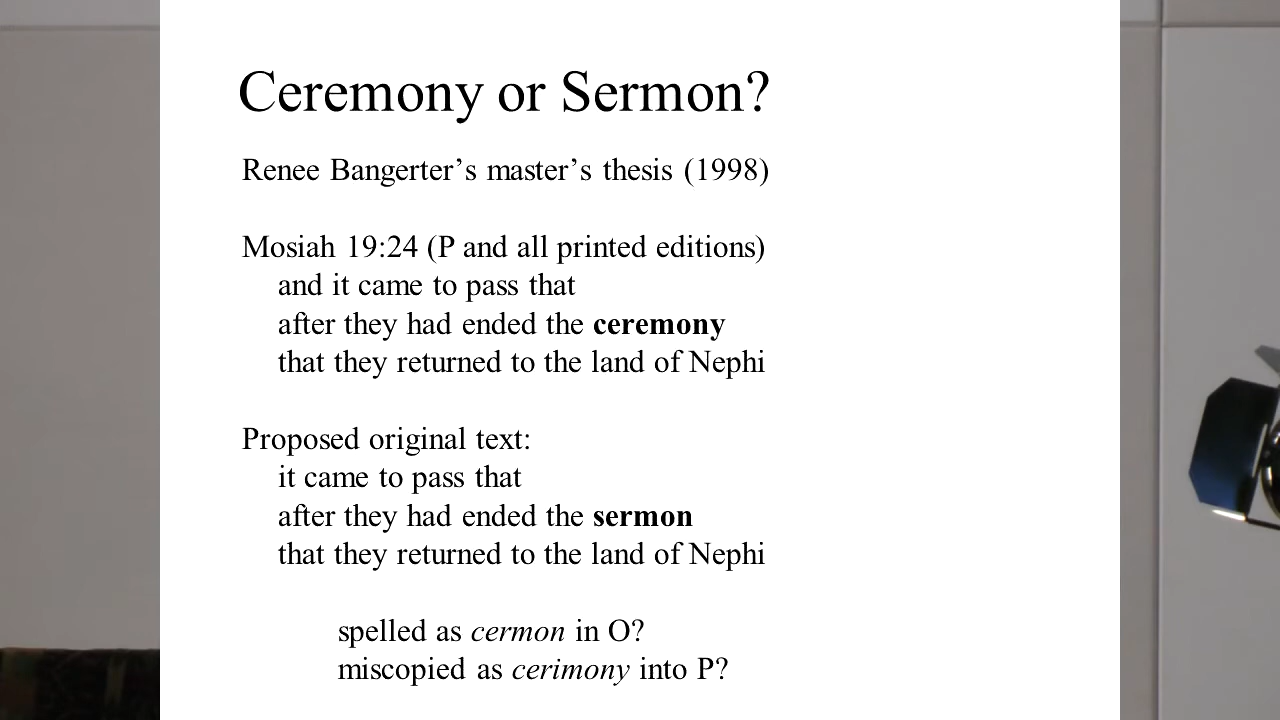 Ceremony or Sermon?
Renee Bangerter's master's thesis (1998)
Mosiah 19:24 (P and all printed editions)
and it came to pass that
after they had ended the ceremony
that they returned to the land of Nephi
Proposed original text:
it came to pass that
after they had ended the sermon
that they returned to the land of Nephi
spelled as cermon in O?
miscopied as cerimony into P?